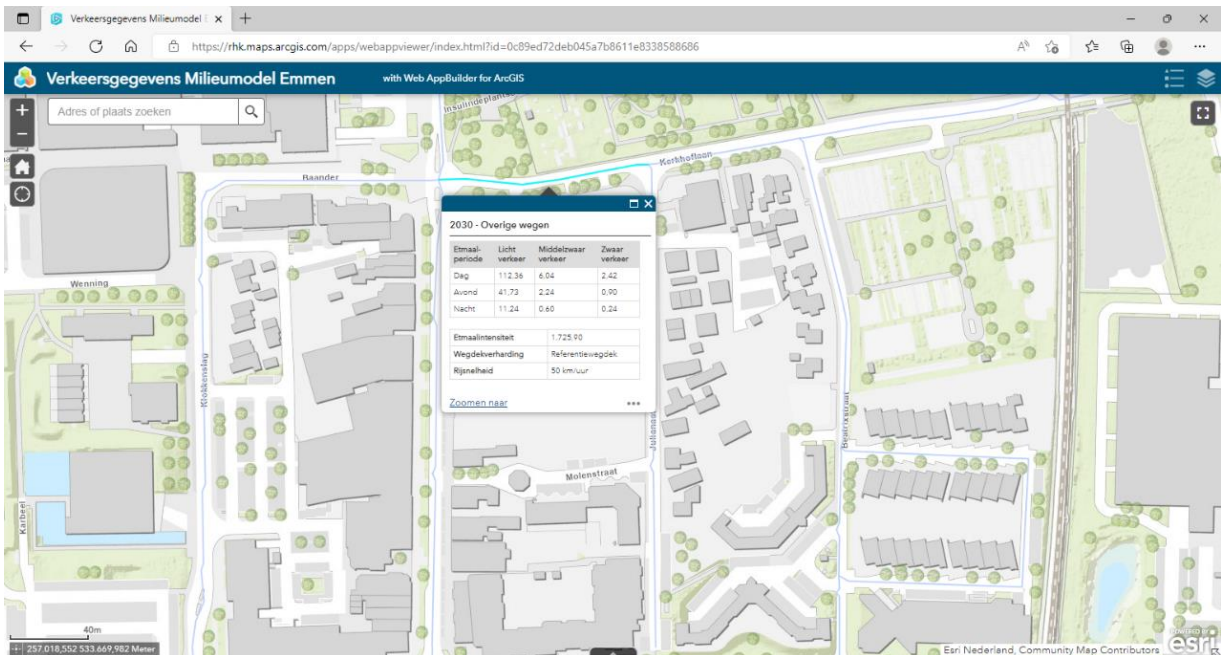 Verkeersgegevens Milieumodel E
https://rhk.maps.arcgis.com/apps/webappviewer/index.html?id=0c89ed72deb045a7b8611e8338588686
Verkeersgegevens Milieumodel Emmen
with Web AppBuilder for ArcGIS
Adres of plaats zoeken
Kerkhoflaan
Baander
2030 - Overige wegen
Etmaal-periode Licht verkeer Middelzwaar verkeer Zwaar verkeer
Dag 112,36 6,04 2,42
Avond 41,73 2,24 0,90
Nacht 11,24 0,60 0,24
Etmaalintensiteit 1.725,90
Wegdekverharding Referentiewegdek
Rijsnelheid 50 km/uur
Zoomen naar
Wenning
Klokkenslag
Beatrixstraat
Molenstraat
Karbeel
40m
257.018,552 533.669,982 Meter
Esri Nederland, Community Map Contributors
POWERED BY
esri